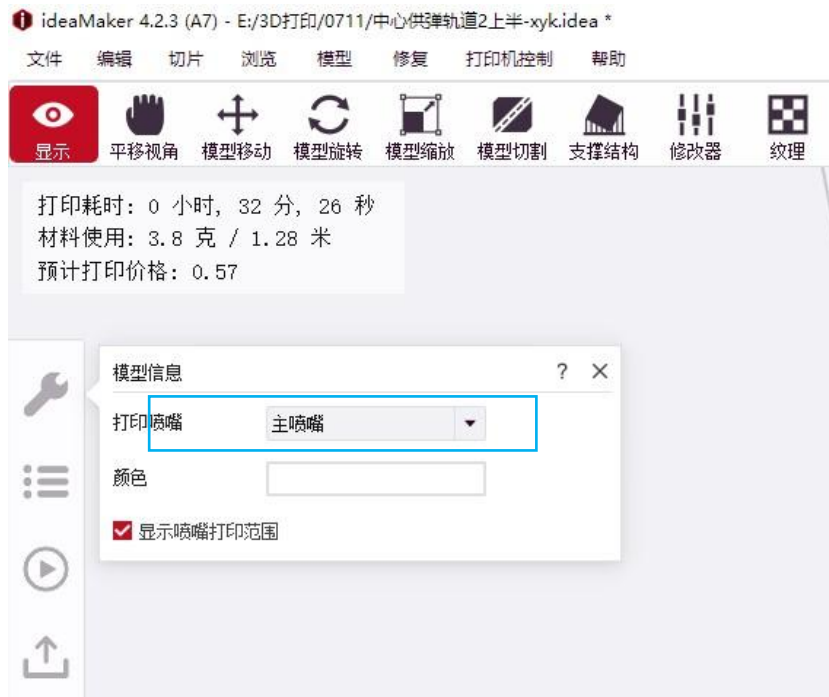 ideaMaker 4.2.3 (A7) - E:/3D打印/0711/中心供弹轨道2上半-xyk.idea *
文件 编辑 切片 浏览 模型 修复 打印机控制 帮助
显示 平移视角 模型移动 模型旋转 模型缩放 模型切割 支撑结构 修改器 纹理
打印耗时: 0 小时, 32 分, 26 秒
材料使用: 3.8 克 / 1.28 米
预计打印价格: 0.57
模型信息 ?
打印喷嘴 主喷嘴
颜色
显示喷嘴打印范围